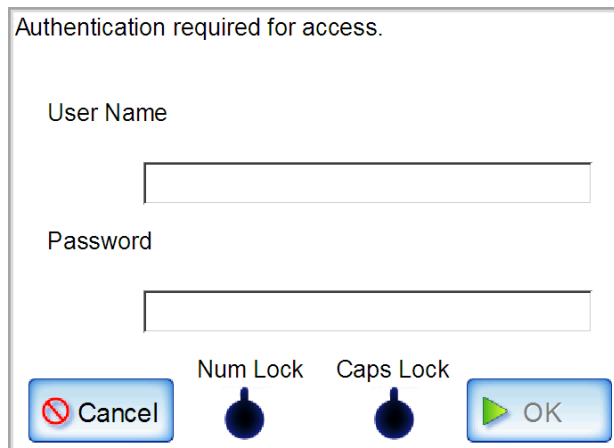 Authentication required for access.
User Name
Password
Num Lock Caps Lock
Cancel OK